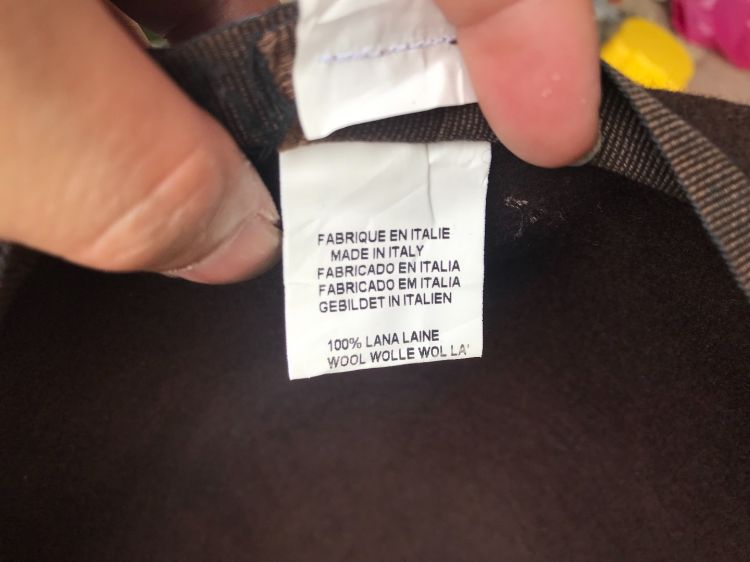 FABRIQUE EN ITALIE
MADE IN ITALY
FABRICADO EN ITALIA
FABRICADO EM ITALIA
GEBILDET IN ITALIEN
100% LANA LAINE
WOOL WOLLE WOL LA'